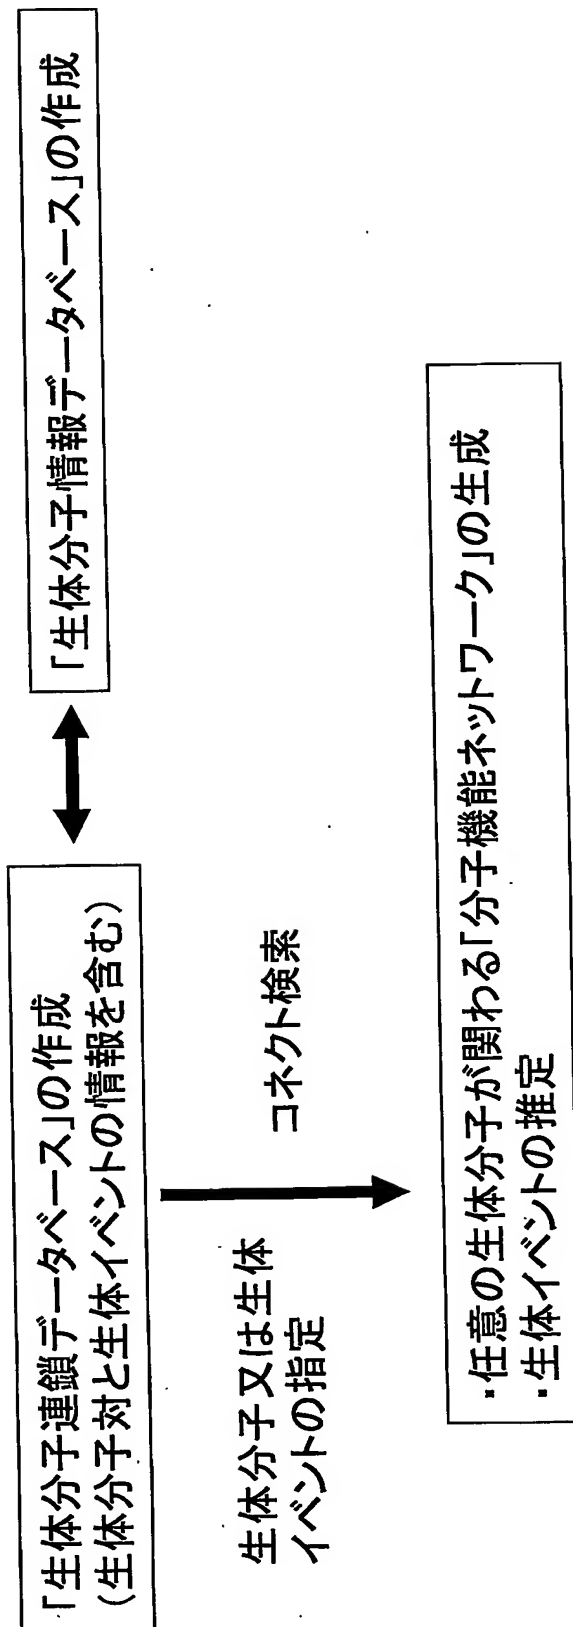 「生体分子連鎖データベース」の作成
(生体分子対と生体イベントの情報を含む)
「生体分子情報データベース」の作成
生体分子又は生体
イベントの指定
コネクト検索
・任意の生体分子が関わる「分子機能ネットワーク」の生成
・生体イベントの推定